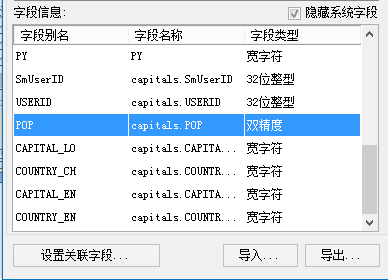 字段信息: 隐藏系统字段
字段别名 字段名称 字段类型
PY PY 宽字符
SmUserID capitals.SmUserID 32位整型
USERID capitals.USERID 32位整型
POP capitals.POP 双精度
CAPITAL_LO capitals.CAPITA... 宽字符
COUNTRY_CH capitals.COUNTR... 宽字符
CAPITAL_EN capitals.CAPITA... 宽字符
COUNTRY_EN capitals.COUNTR... 宽字符
设置关联字段... 导入... 导出...